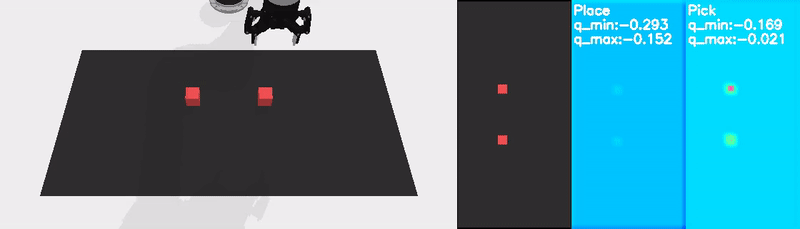 Place
q_min:-0.293
q_max:-0.152
Pick
q_min:-0.169
q_max:-0.021